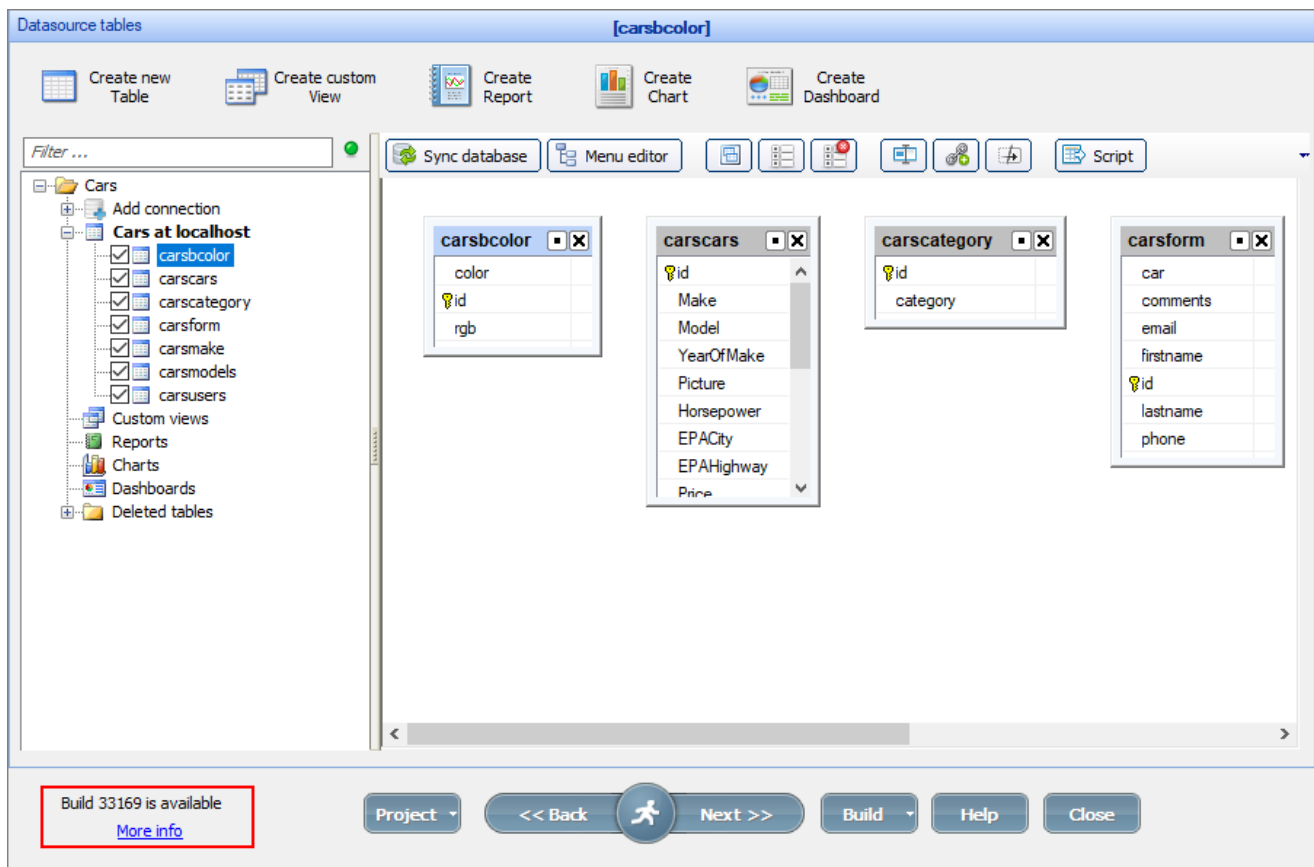 Datasource tables
[carsbcolor]
Create new
Table
Create custom
View
Create
Report
Create
Chart
Create
Dashboard
Filter ...
Cars
Add connection
Cars at localhost
carsbcolor
carscars
carscategory
carsform
carsmake
carsmodels
carsusers
Custom views
Reports
Charts
Dashboards
Deleted tables
Sync database
Menu editor
Script
carsbcolor
color
id
rgb
carscars
id
Make
Model
YearOfMake
Picture
Horsepower
EPACity
EPAHighway
Price
carscategory
id
category
carsform
car
comments
email
firstname
id
lastname
phone
Build 33169 is available
More info
Project
<< Back
Next >>
Build
Help
Close